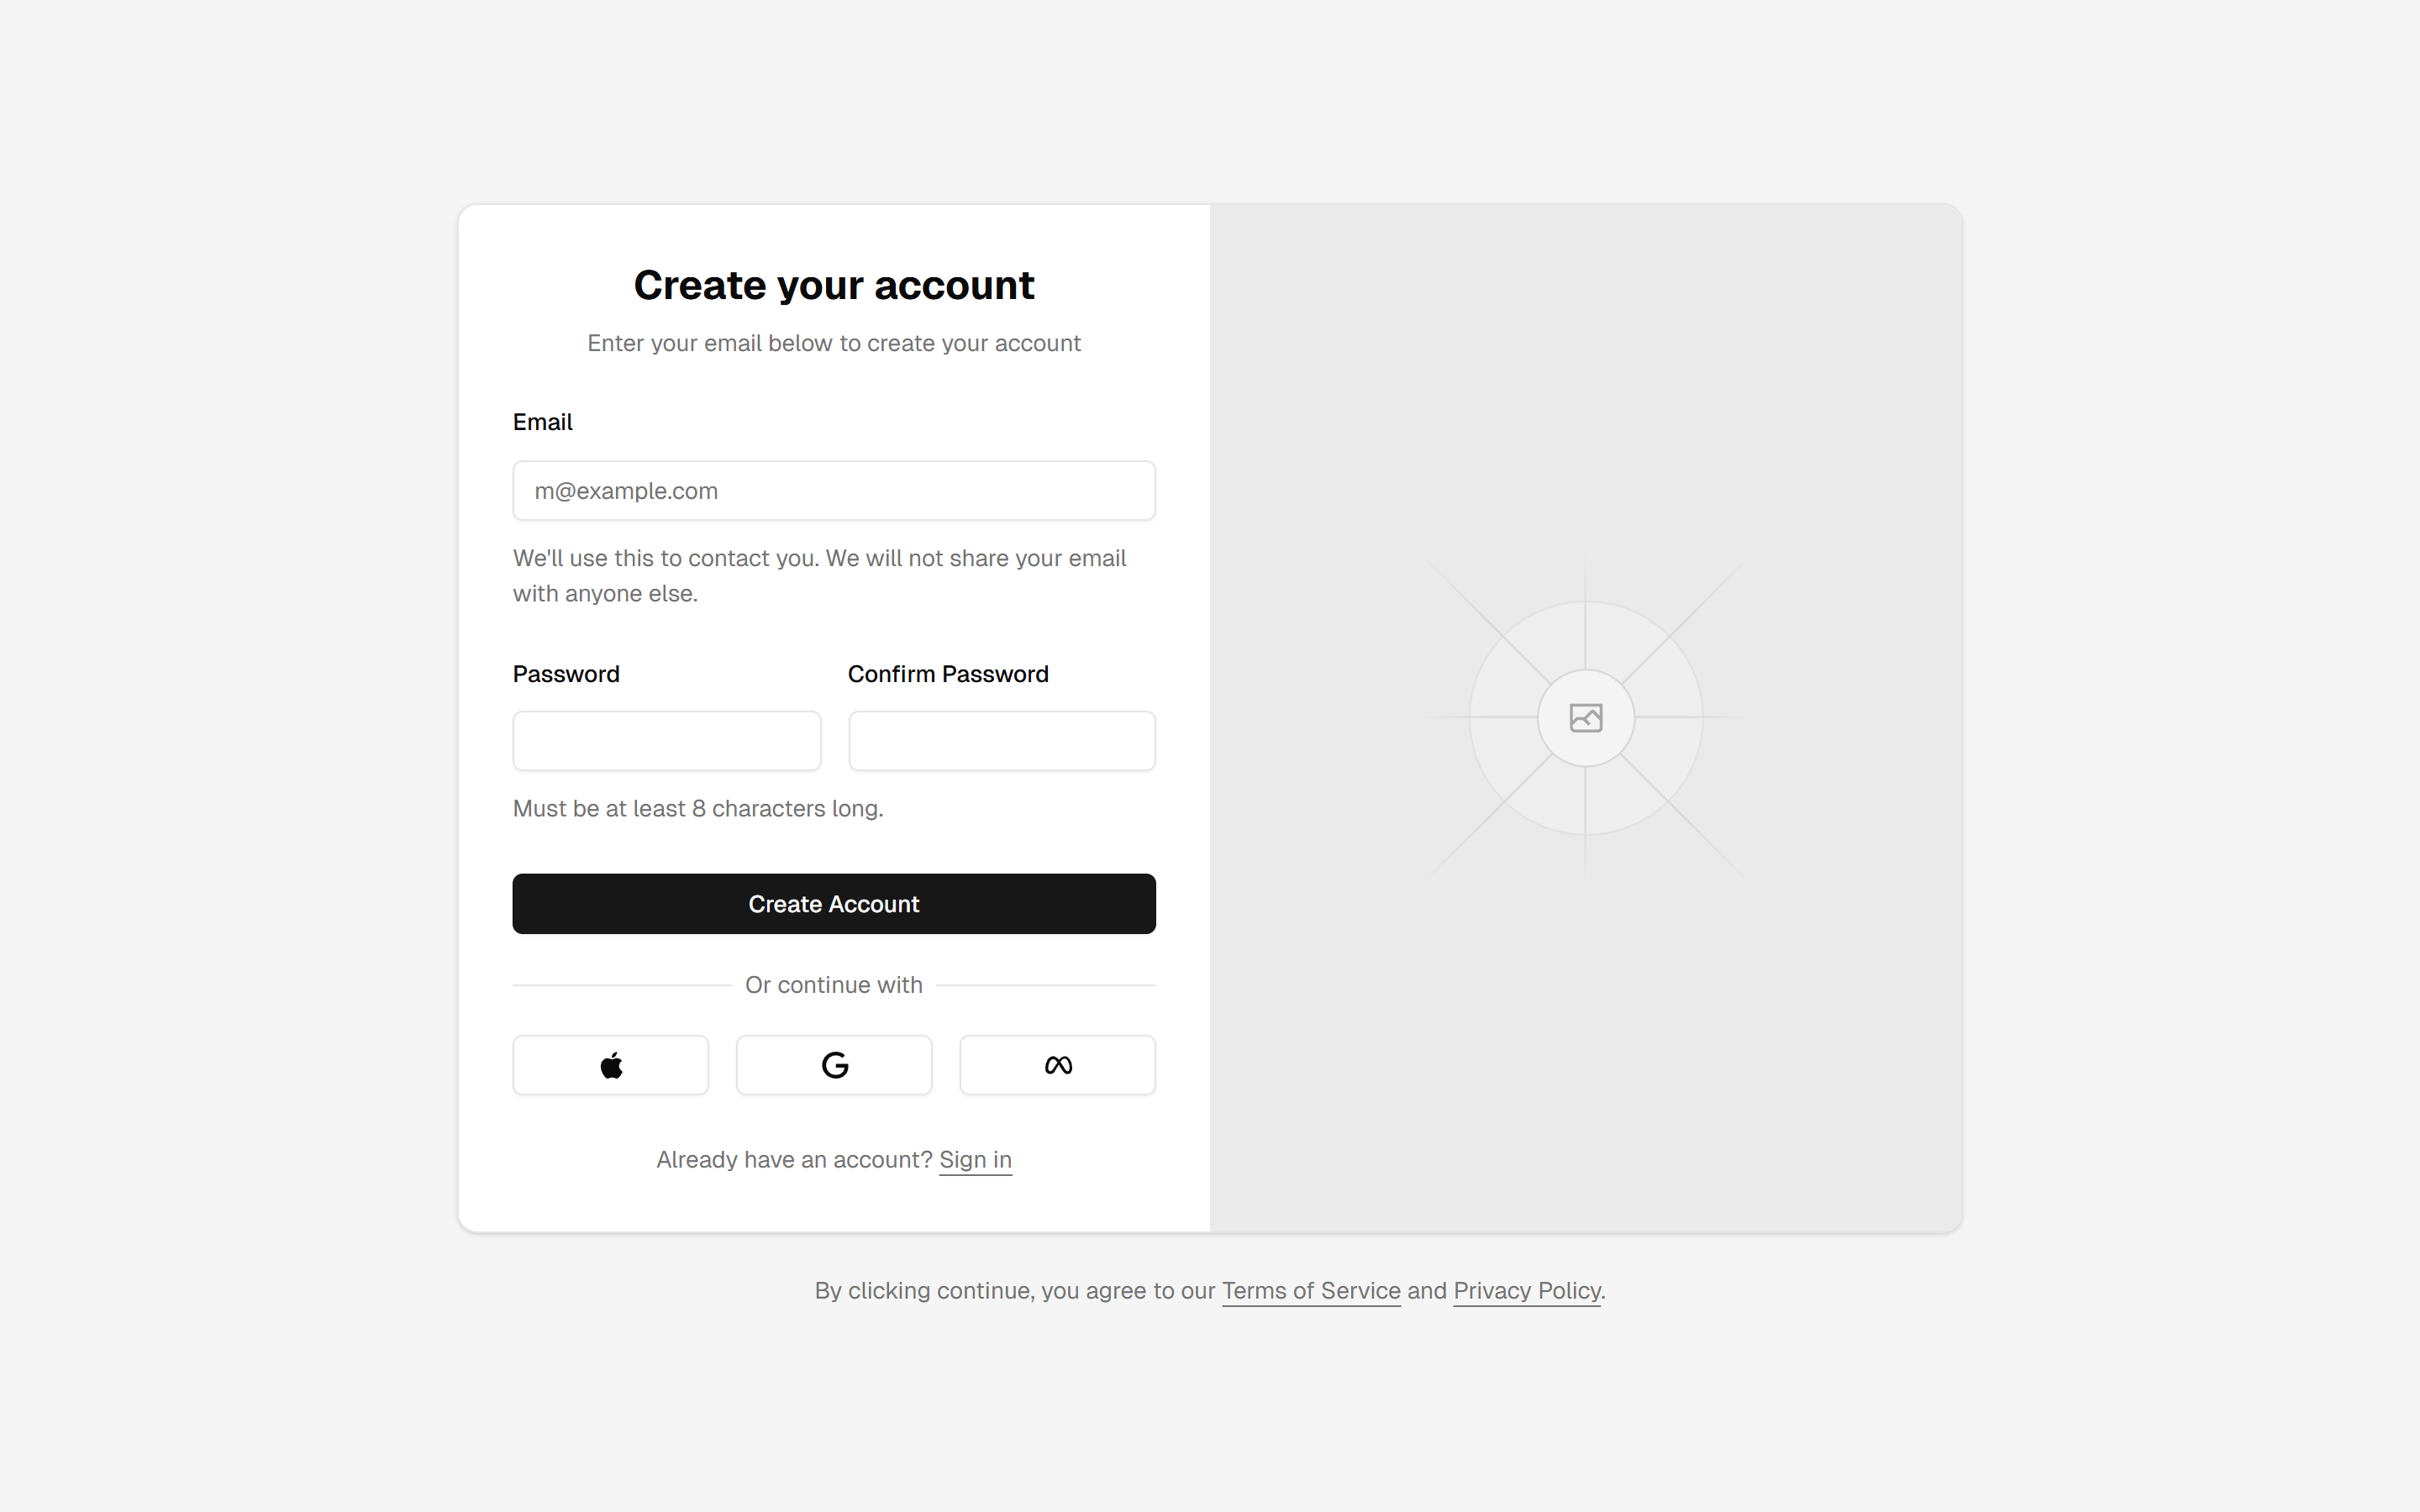 Create your account
Enter your email below to create your account
Email
m@example.com
We'll use this to contact you. We will not share your email
with anyone else.
Password
Confirm Password
Must be at least 8 characters long.
Create Account
Or continue with
Already have an account? Sign in
By clicking continue, you agree to our Terms of Service and Privacy Policy.